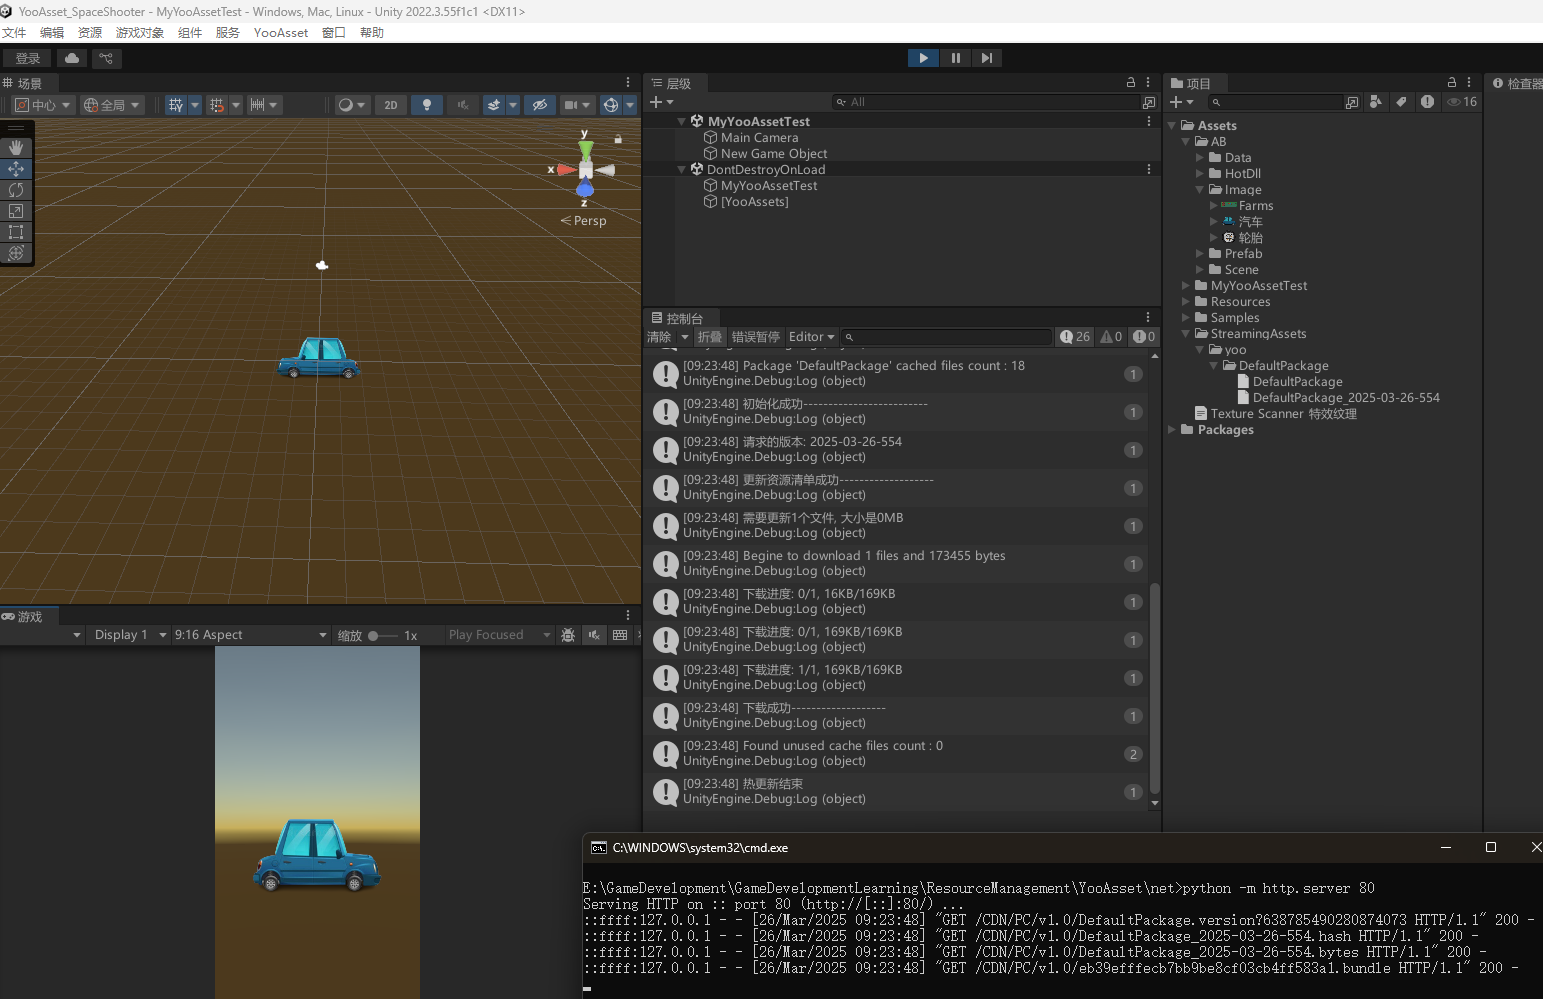 YooAsset_SpaceShooter - MyYooAssetTest - Windows, Mac, Linux - Unity 2022.3.55f1c1 <DX11>
文件 编辑 资源 游戏对象 组件 服务 YooAsset 窗口 帮助
登录
场景
中心 全局 2D
y
x
z
Persp
层级
All
MyYooAssetTest
Main Camera
New Game Object
DontDestroyOnLoad
MyYooAssetTest
[YooAssets]
控制台
清除 折叠 错误暂停 Editor 26 0 0
UnityEngine.Debug:Log (object)
[09:23:48] Package 'DefaultPackage' cached files count : 18
UnityEngine.Debug:Log (object)
1
[09:23:48] 初始化成功-------------------------
UnityEngine.Debug:Log (object)
1
[09:23:48] 请求的版本: 2025-03-26-554
UnityEngine.Debug:Log (object)
1
[09:23:48] 更新资源清单成功-------------------
UnityEngine.Debug:Log (object)
1
[09:23:48] 需要更新1个文件, 大小是0MB
UnityEngine.Debug:Log (object)
1
[09:23:48] Begine to download 1 files and 173455 bytes
UnityEngine.Debug:Log (object)
1
[09:23:48] 下载进度: 0/1, 16KB/169KB
UnityEngine.Debug:Log (object)
1
[09:23:48] 下载进度: 0/1, 169KB/169KB
UnityEngine.Debug:Log (object)
1
[09:23:48] 下载进度: 1/1, 169KB/169KB
UnityEngine.Debug:Log (object)
1
[09:23:48] 下载成功-------------------
UnityEngine.Debug:Log (object)
1
[09:23:48] Found unused cache files count : 0
UnityEngine.Debug:Log (object)
2
[09:23:48] 热更新结束
UnityEngine.Debug:Log (object)
1
项目
16
Assets
AB
Data
HotDll
Image
Farms
汽车
轮胎
Prefab
Scene
MyYooAssetTest
Resources
Samples
StreamingAssets
yoo
DefaultPackage
DefaultPackage
DefaultPackage_2025-03-26-554
Texture Scanner 特效纹理
Packages
检查器
游戏
Display 1 9:16 Aspect 缩放 1x Play Focused
C:\WINDOWS\system32\cmd.exe
E:\GameDevelopment\GameDevelopmentLearning\ResourceManagement\YooAsset\net>python -m http.server 80
Serving HTTP on :: port 80 (http://[::]:80/) ...
::ffff:127.0.0.1 - - [26/Mar/2025 09:23:48] "GET /CDN/PC/v1.0/DefaultPackage.version?638785490280874073 HTTP/1.1" 200 -
::ffff:127.0.0.1 - - [26/Mar/2025 09:23:48] "GET /CDN/PC/v1.0/DefaultPackage_2025-03-26-554.hash HTTP/1.1" 200 -
::ffff:127.0.0.1 - - [26/Mar/2025 09:23:48] "GET /CDN/PC/v1.0/DefaultPackage_2025-03-26-554.bytes HTTP/1.1" 200 -
::ffff:127.0.0.1 - - [26/Mar/2025 09:23:48] "GET /CDN/PC/v1.0/eb39efffecb7bb9be8cf03cb4ff583a1.bundle HTTP/1.1" 200 -